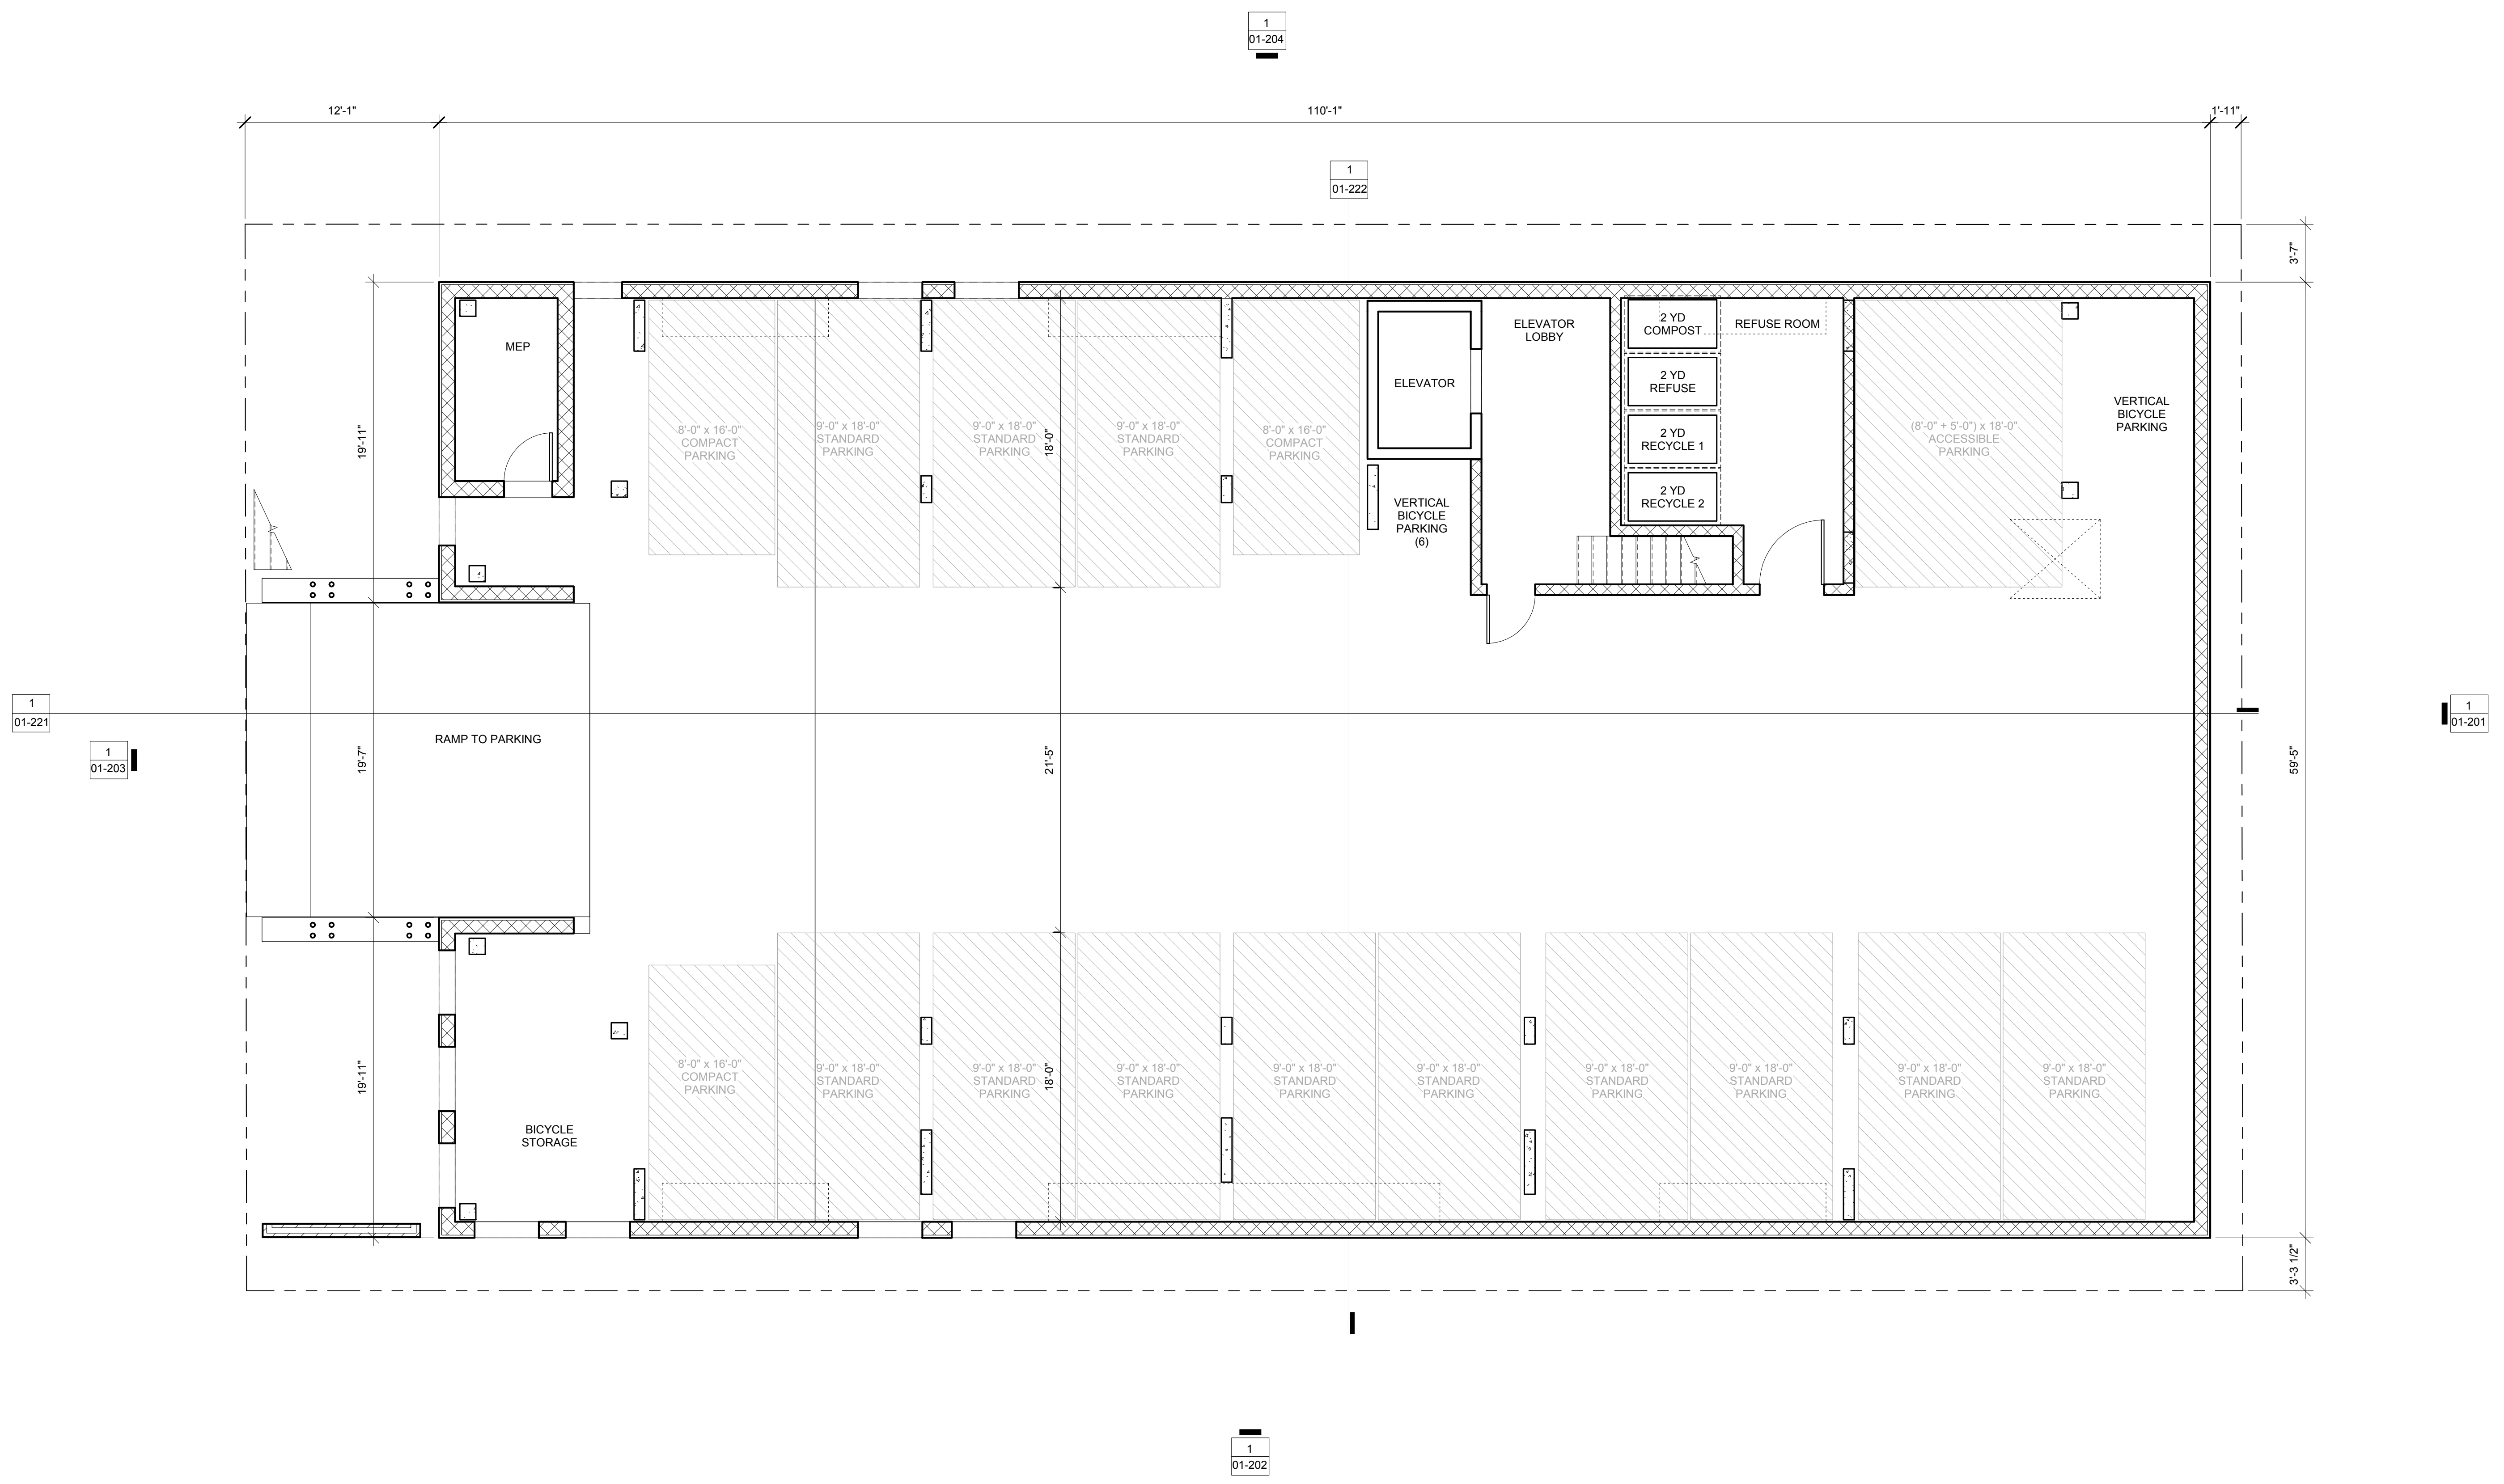 1
01-204
12'-1"
110'-1"
1'-11"
1
01-222
3'-7"
MEP
ELEVATOR
LOBBY
2 YD
COMPOST
REFUSE ROOM
2 YD
REFUSE
ELEVATOR
VERTICAL
BICYCLE
PARKING
19'-11"
8'-0" x 16'-0"
COMPACT
PARKING
9'-0" x 18'-0"
STANDARD
PARKING
9'-0" x 18'-0"
STANDARD
PARKING
18'-0"
9'-0" x 18'-0"
STANDARD
PARKING
8'-0" x 16'-0"
COMPACT
PARKING
2 YD
RECYCLE 1
(8'-0" + 5'-0") x 18'-0"
ACCESSIBLE
PARKING
VERTICAL
BICYCLE
PARKING
(6)
2 YD
RECYCLE 2
1
01-221
1
01-203
RAMP TO PARKING
19'-7"
21'-5"
59'-5"
1
01-201
19'-11"
8'-0" x 16'-0"
COMPACT
PARKING
9'-0" x 18'-0"
STANDARD
PARKING
9'-0" x 18'-0"
STANDARD
PARKING
18'-0"
9'-0" x 18'-0"
STANDARD
PARKING
9'-0" x 18'-0"
STANDARD
PARKING
9'-0" x 18'-0"
STANDARD
PARKING
9'-0" x 18'-0"
STANDARD
PARKING
9'-0" x 18'-0"
STANDARD
PARKING
9'-0" x 18'-0"
STANDARD
PARKING
9'-0" x 18'-0"
STANDARD
PARKING
BICYCLE
STORAGE
3'-3 1/2"
1
01-202